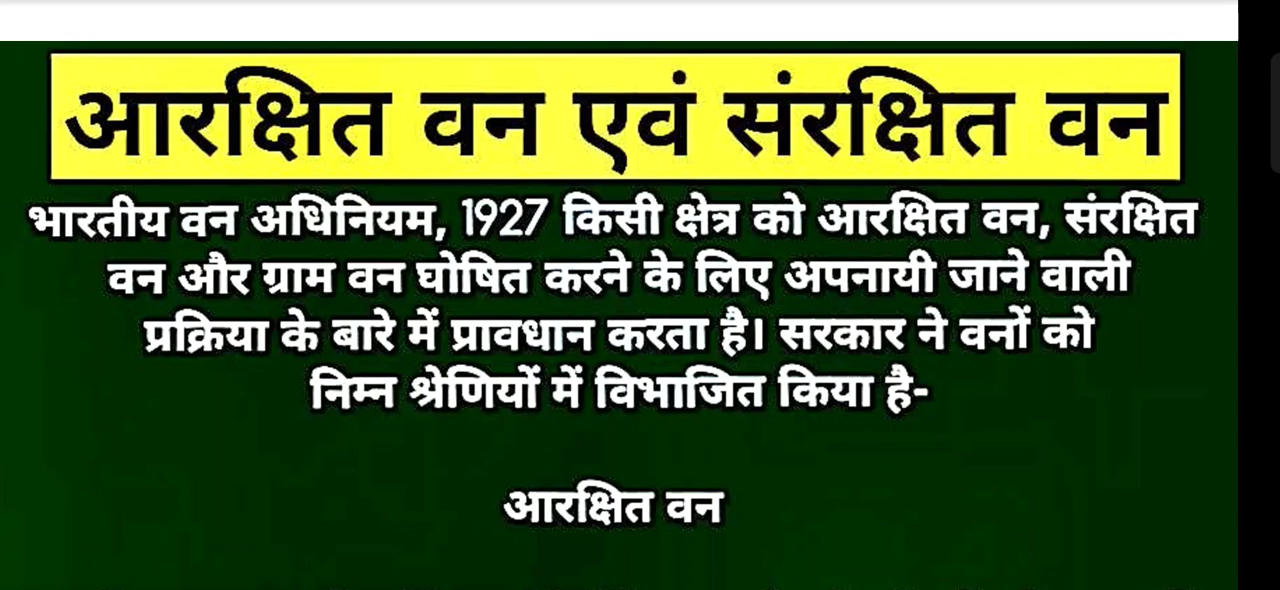 आरक्षित वन एवं संरक्षित वन
भारतीय वन अधिनियम, 1927 किसी क्षेत्र को आरक्षित वन, संरक्षित
वन और ग्राम वन घोषित करने के लिए अपनायी जाने वाली
प्रक्रिया के बारे में प्रावधान करता है। सरकार ने वनों को
निम्न श्रेणियों में विभाजित किया है-
आरक्षित वन